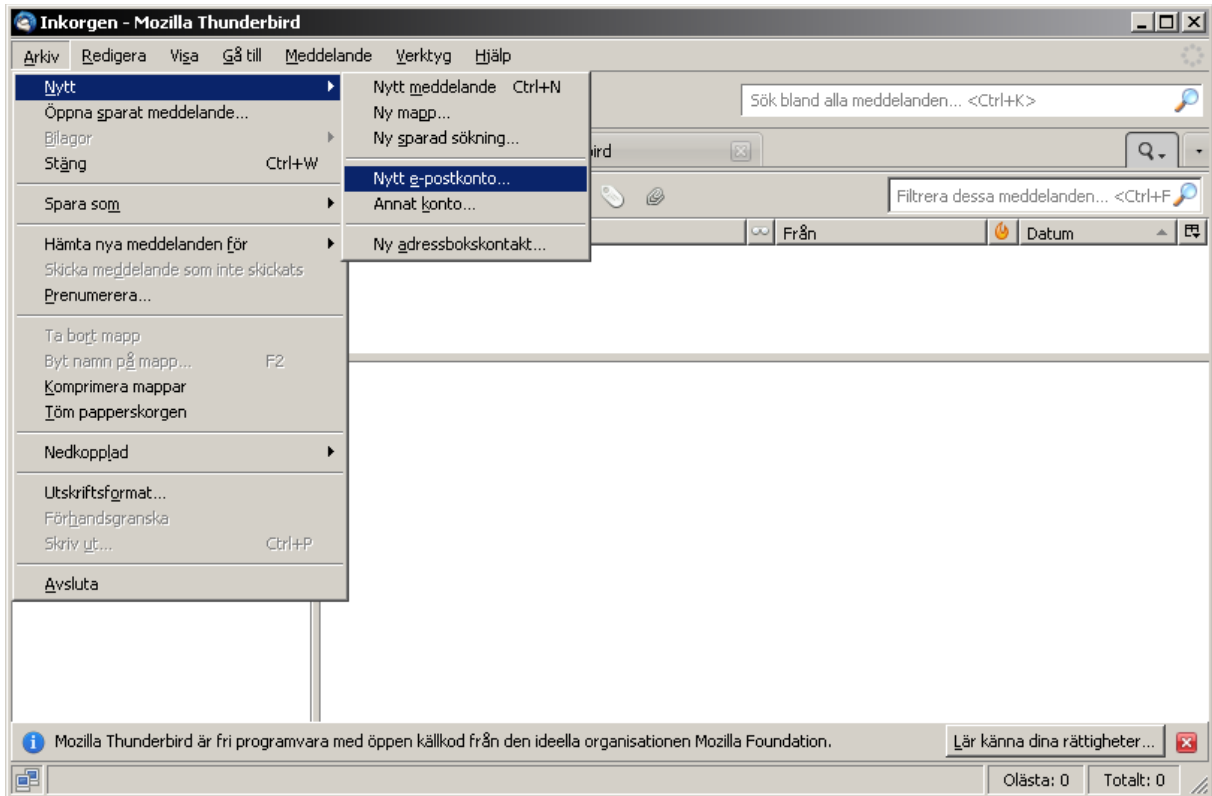 Inkorgen - Mozilla Thunderbird
Arkiv Redigera Visa Gå till Meddelande Verktyg Hjälp
Nytt
Öppna sparat meddelande...
Bilagor
Stäng Ctrl+W
Spara som
Hämta nya meddelanden för
Skicka meddelande som inte skickats
Prenumerera...
Ta bort mapp
Byt namn på mapp... F2
Komprimera mappar
Töm papperskorgen
Nedkopplad
Utskriftsformat...
Förhandsgranska
Skriv ut... Ctrl+P
Avsluta
Nytt meddelande Ctrl+N
Ny mapp...
Ny sparad sökning...
Nytt e-postkonto...
Annat konto...
Ny adressbokskontakt...
Sök bland alla meddelanden... <Ctrl+K>
ird
Filtrera dessa meddelanden... <Ctrl+F
Från Datum
Mozilla Thunderbird är fri programvara med öppen källkod från den ideella organisationen Mozilla Foundation. Lär känna dina rättigheter...
Olästa: 0 Totalt: 0